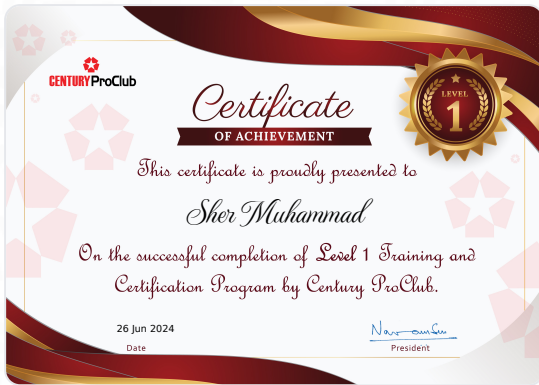 CENTURY ProClub
LEVEL
1
Certificate
OF ACHIEVEMENT
This certificate is proudly presented to
Sher Muhammad
On the successful completion of Level 1 Training and
Certification Program by Century ProClub.
26 Jun 2024
Date
President